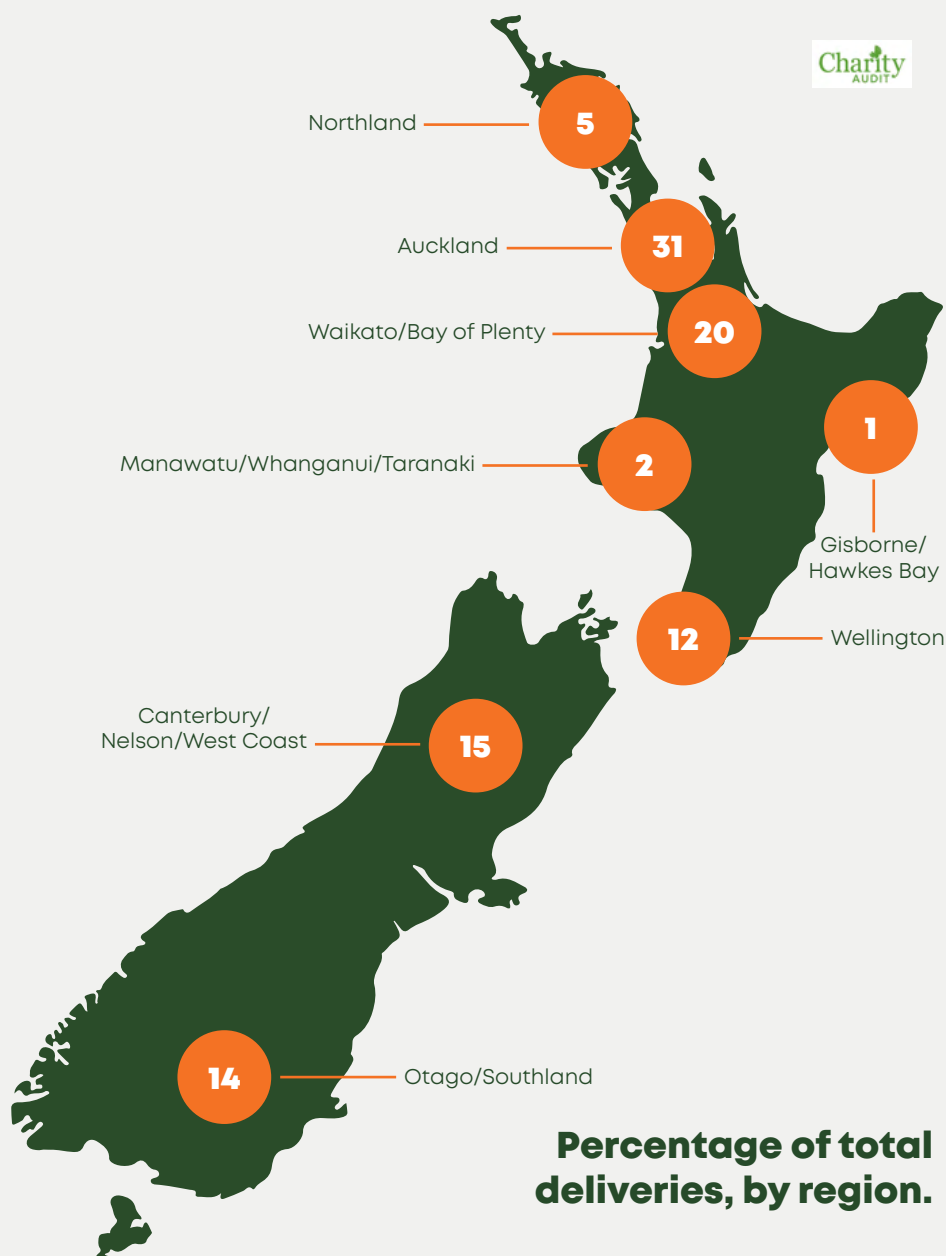 Charity
AUDIT
Northland
5
Auckland
31
Waikato/Bay of Plenty
20
1
Manawatu/Whanganui/Taranaki
2
Gisborne/
Hawkes Bay
12
Wellington
Canterbury/
Nelson/West Coast
15
14
Otago/Southland
Percentage of total
deliveries, by region.